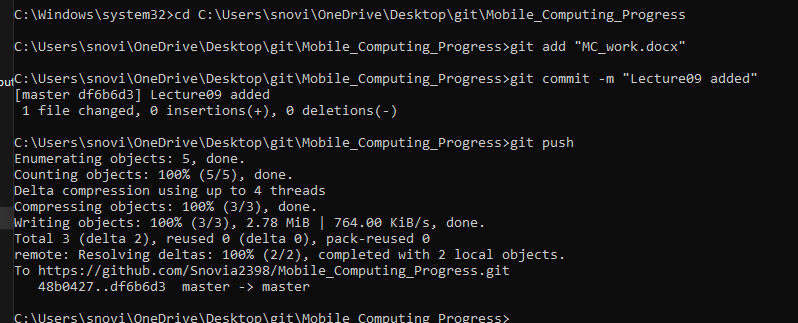 C:\Windows\system32>cd C:\Users\snovi\OneDrive\Desktop\git\Mobile_Computing_Progress
C:\Users\snovi\OneDrive\Desktop\git\Mobile_Computing_Progress>git add "MC_work.docx"
C:\Users\snovi\OneDrive\Desktop\git\Mobile_Computing_Progress>git commit -m "Lecture09 added"
[master df6b6d3] Lecture09 added
 1 file changed, 0 insertions(+), 0 deletions(-)
C:\Users\snovi\OneDrive\Desktop\git\Mobile_Computing_Progress>git push
Enumerating objects: 5, done.
Counting objects: 100% (5/5), done.
Delta compression using up to 4 threads
Compressing objects: 100% (3/3), done.
Writing objects: 100% (3/3), 2.78 MiB | 764.00 KiB/s, done.
Total 3 (delta 2), reused 0 (delta 0), pack-reused 0
remote: Resolving deltas: 100% (2/2), completed with 2 local objects.
To https://github.com/Snovia2398/Mobile_Computing_Progress.git
   48b0427..df6b6d3  master -> master
C:\Users\snovi\OneDrive\Desktop\git\Mobile_Computing_Progress>